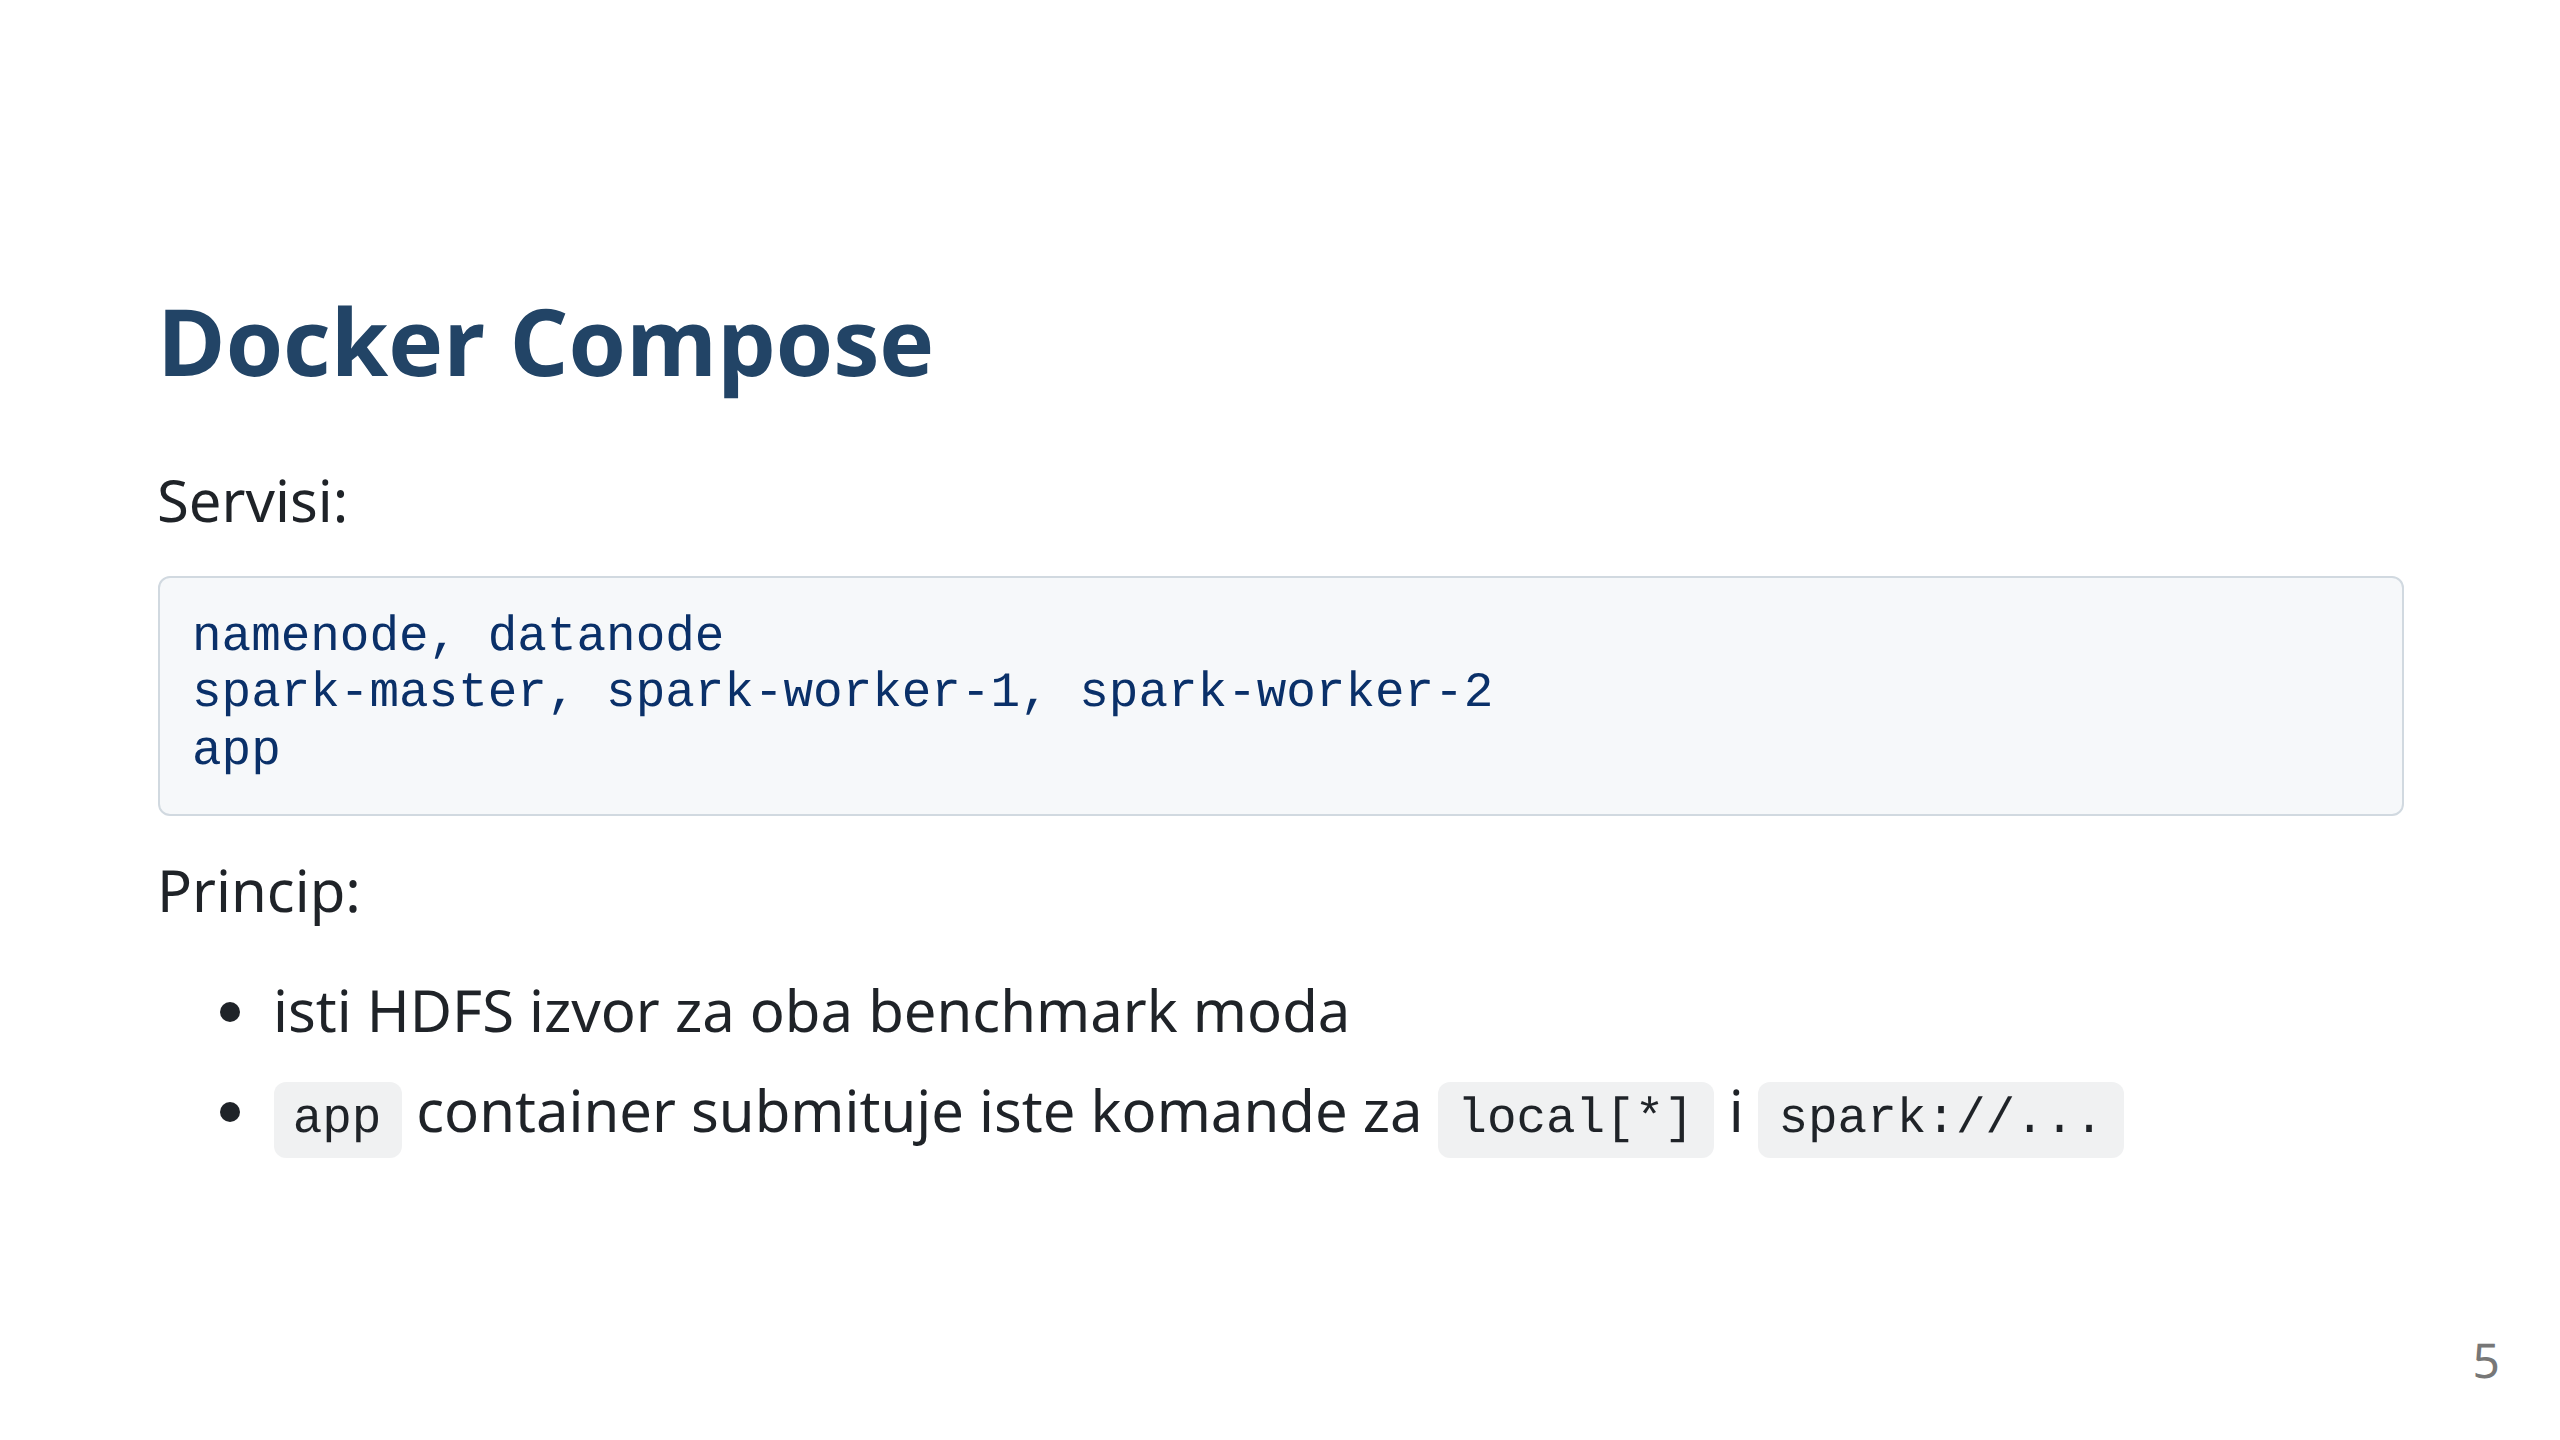 Docker Compose
Servisi:
namenode, datanode
spark-master, spark-worker-1, spark-worker-2
app
Princip:
• isti HDFS izvor za oba benchmark moda
• app container submituje iste komande za local[*] i spark://...
5